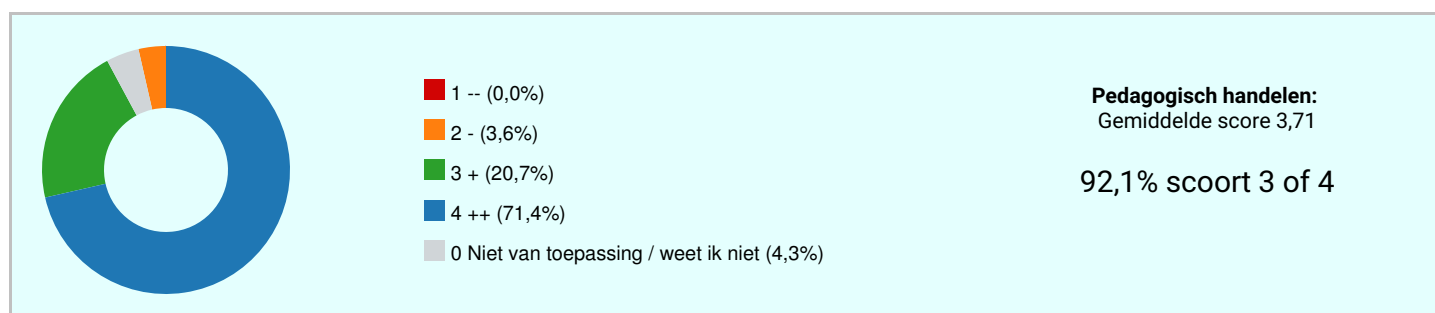 1 -- (0,0%)
2 - (3,6%)
3 + (20,7%)
4 ++ (71,4%)
0 Niet van toepassing / weet ik niet (4,3%)
Pedagogisch handelen:
Gemiddelde score 3,71
92,1% scoort 3 of 4